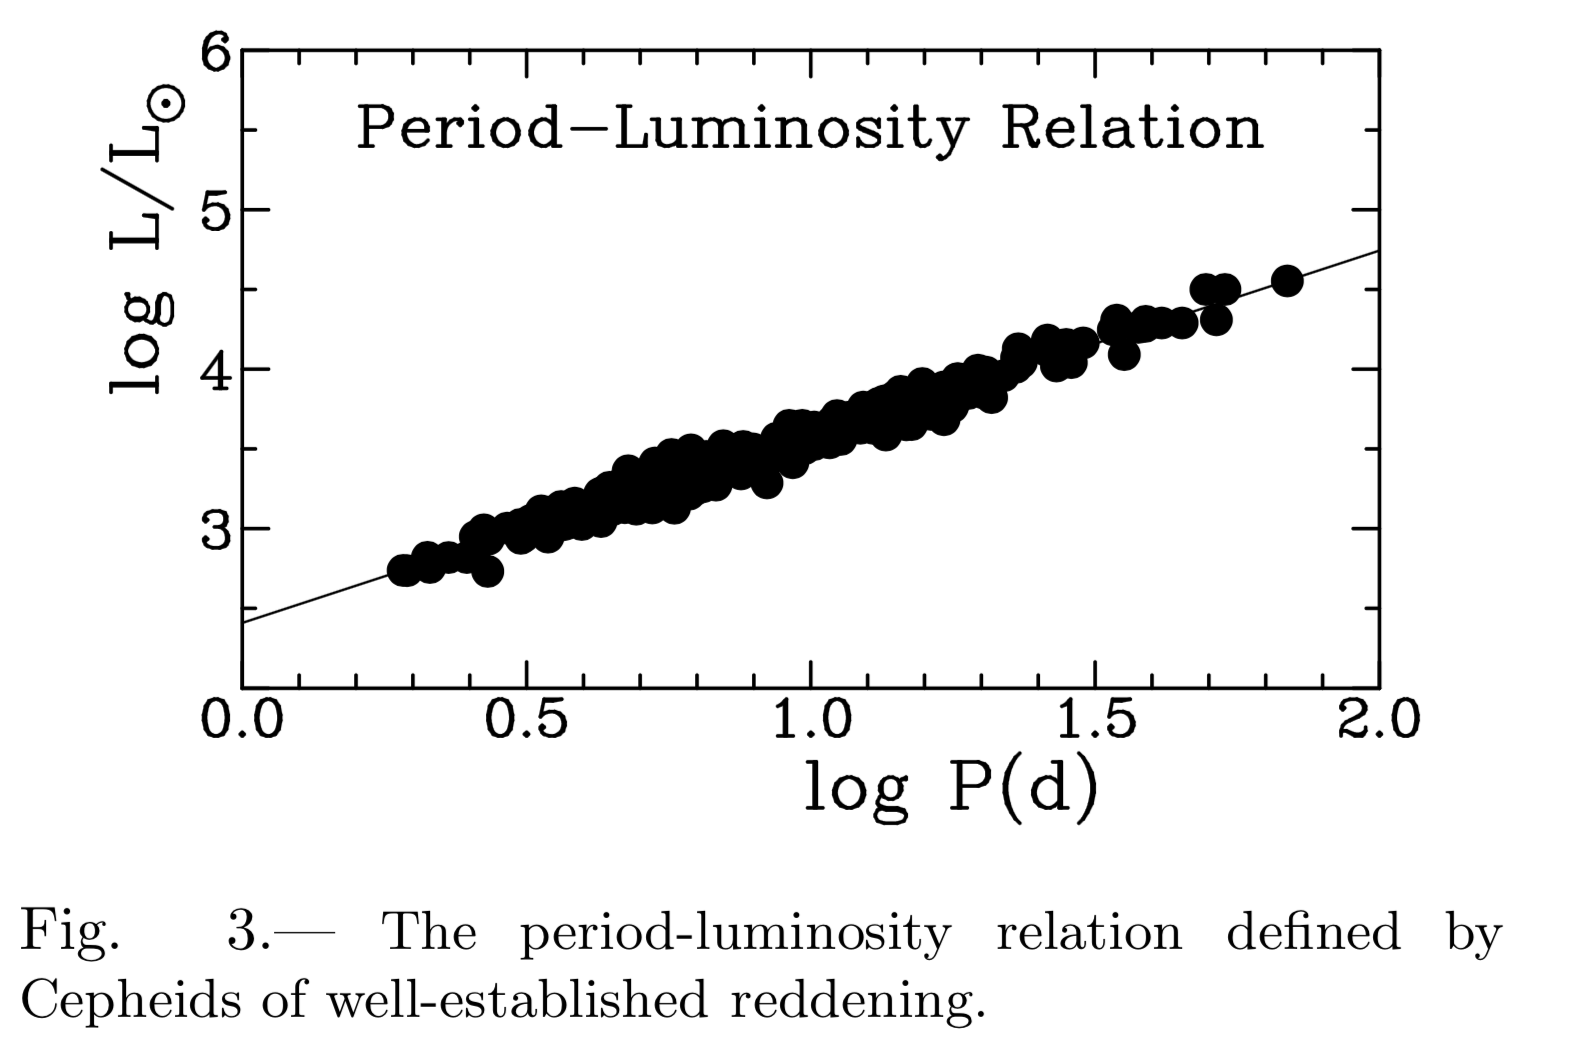 6
Period–Luminosity Relation
5
4
3
log L/L⊙
0.0 0.5 1.0 1.5 2.0
log P(d)
Fig. 3.— The period-luminosity relation defined by
Cepheids of well-established reddening.